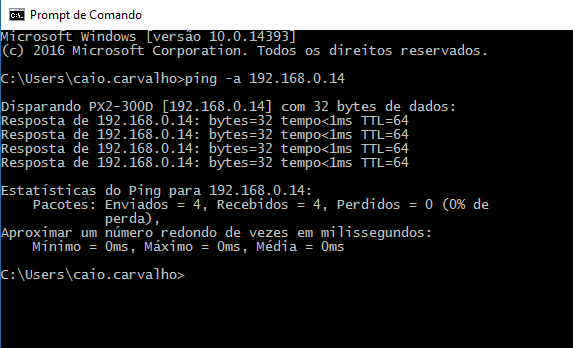 Prompt de Comando
Microsoft Windows [versão 10.0.14393]
(c) 2016 Microsoft Corporation. Todos os direitos reservados.
C:\Users\caio.carvalho>ping -a 192.168.0.14
Disparando PX2-300D [192.168.0.14] com 32 bytes de dados:
Resposta de 192.168.0.14: bytes=32 tempo<1ms TTL=64
Resposta de 192.168.0.14: bytes=32 tempo<1ms TTL=64
Resposta de 192.168.0.14: bytes=32 tempo<1ms TTL=64
Resposta de 192.168.0.14: bytes=32 tempo<1ms TTL=64
Estatísticas do Ping para 192.168.0.14:
Pacotes: Enviados = 4, Recebidos = 4, Perdidos = 0 (0% de
perda),
Aproximar um número redondo de vezes em milissegundos:
Mínimo = 0ms, Máximo = 0ms, Média = 0ms
C:\Users\caio.carvalho>